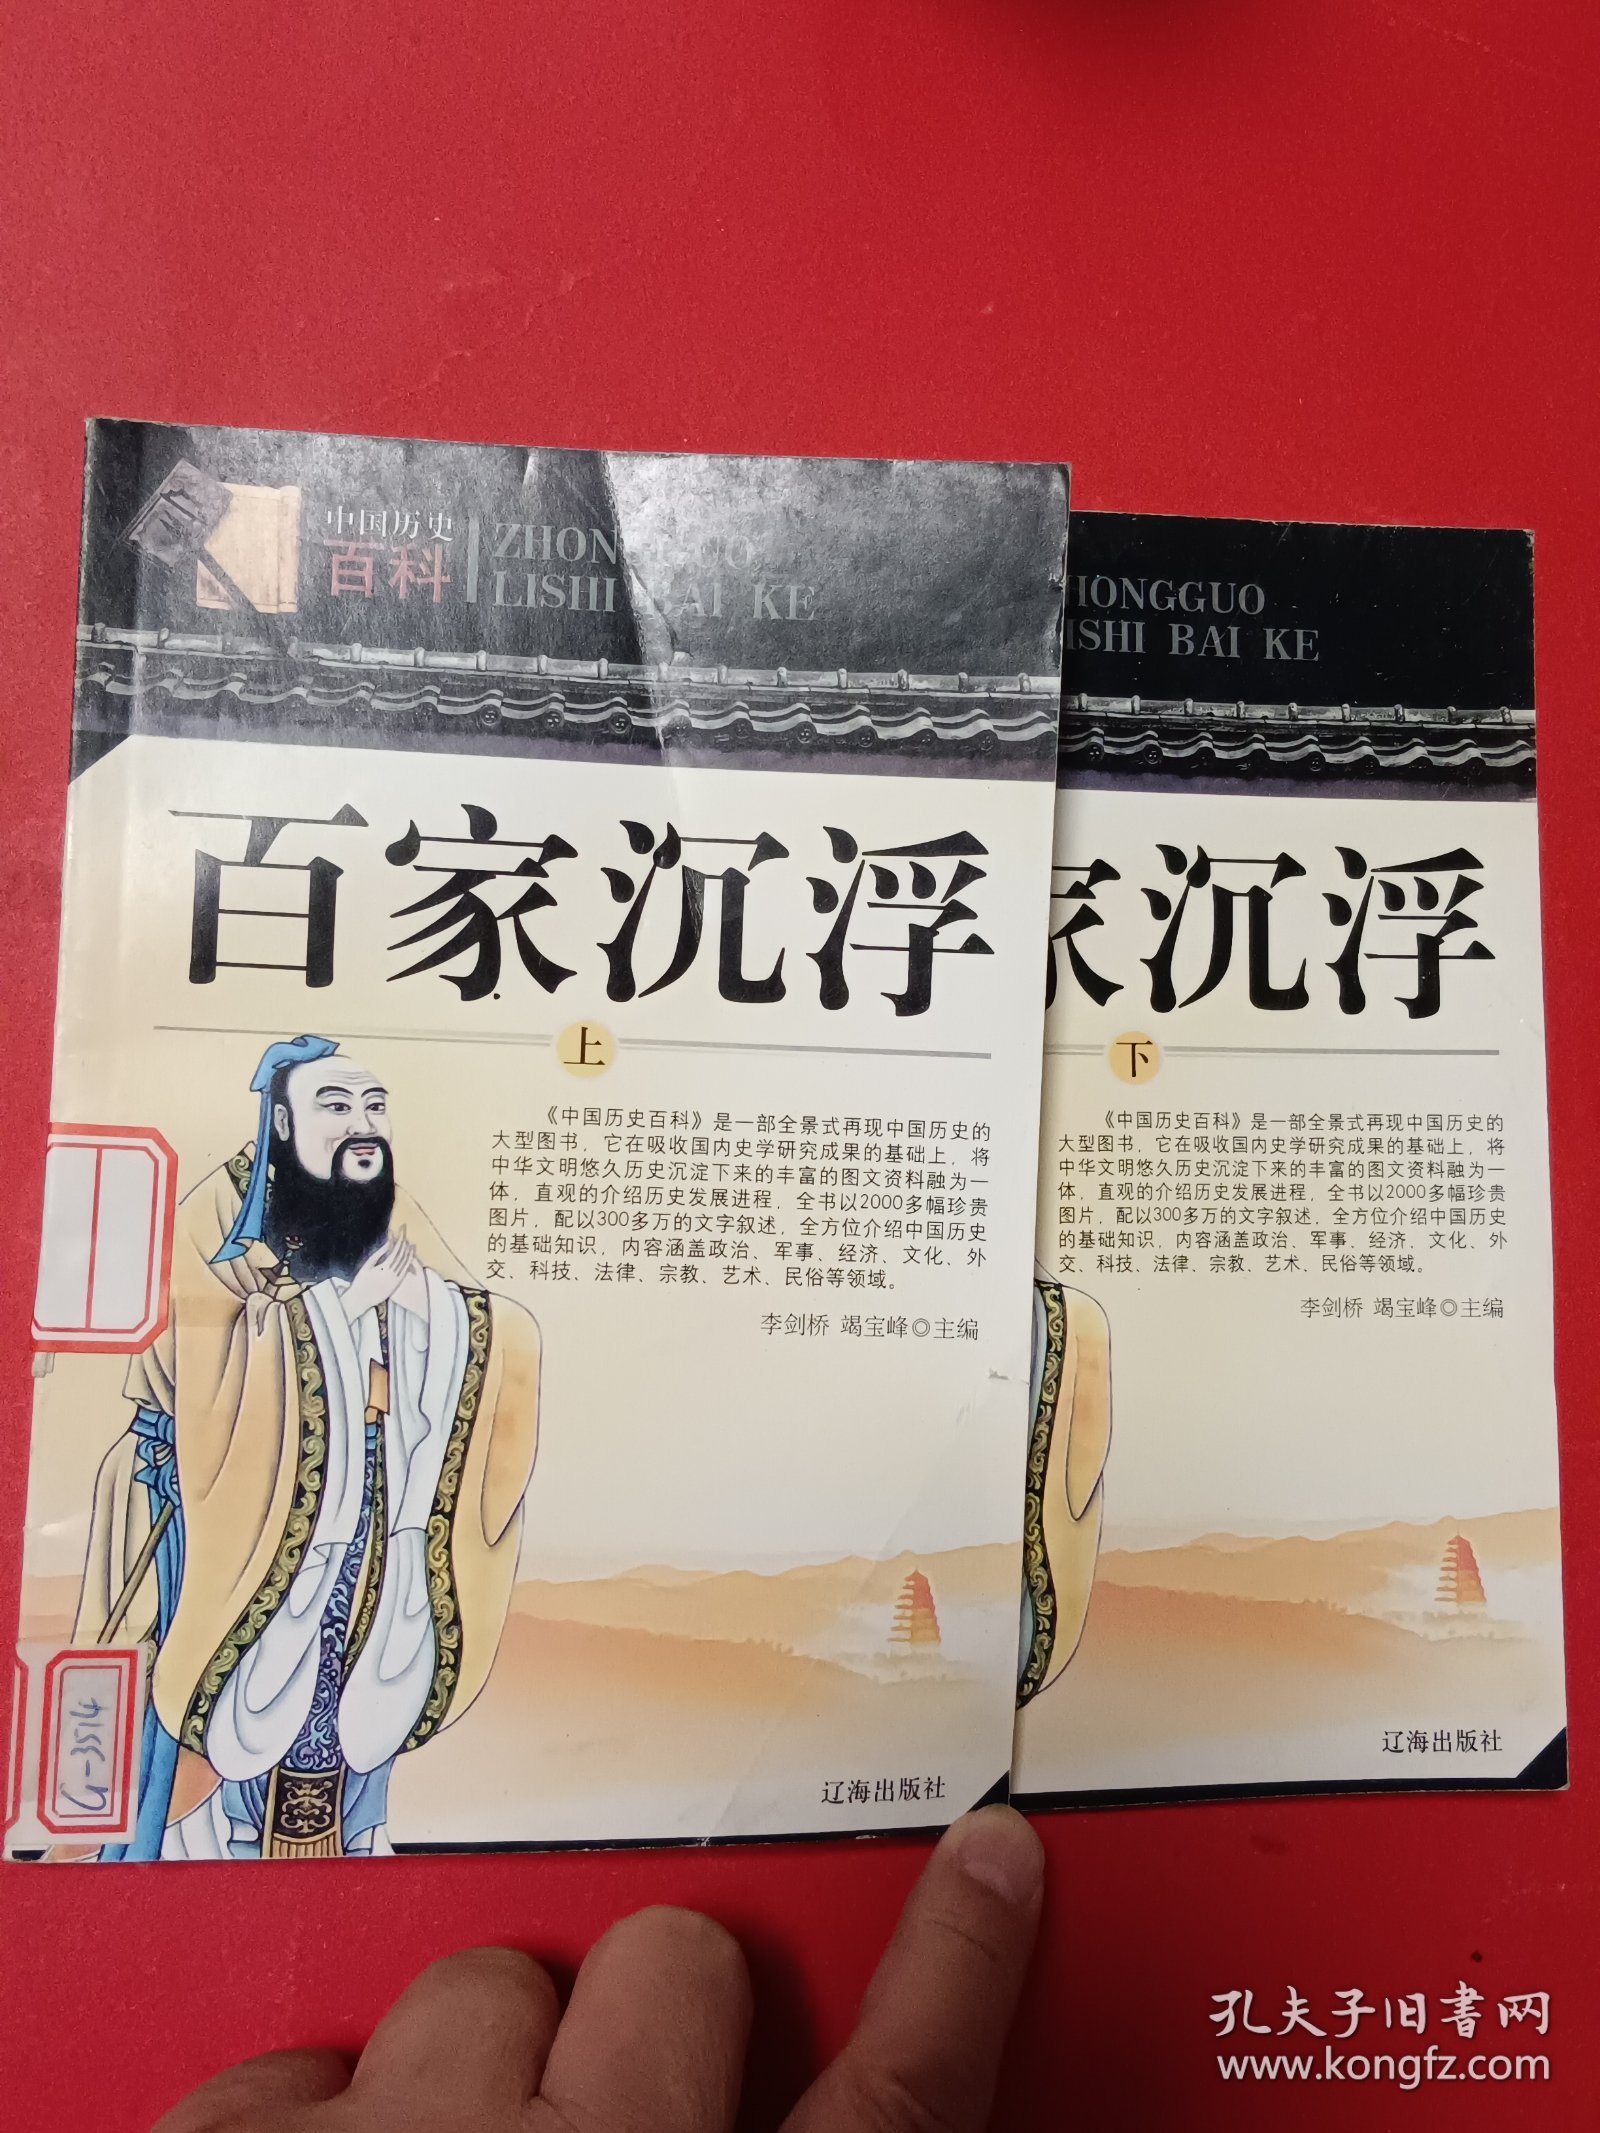 中国历史
百科
ZHONGGUO
LISHI BAI KE
百家沉浮
上
《中国历史百科》是一部全景式再现中国历史的
大型图书，它在吸收国内史学研究成果的基础上，将
中华文明悠久历史沉淀下来的丰富的图文资料融为一
体，直观的介绍历史发展进程，全书以2000多幅珍贵
图片，配以300多万的文字叙述，全方位介绍中国历史
的基础知识，内容涵盖政治、军事、经济、文化、外
交、科技、法律、宗教、艺术、民俗等领域。
李剑桥 竭宝峰◎主编
G-3514
辽海出版社
HONGGUO
ISHI BAI KE
家沉浮
下
《中国历史百科》是一部全景式再现中国历史的
大型图书，它在吸收国内史学研究成果的基础上，将
中华文明悠久历史沉淀下来的丰富的图文资料融为一
体，直观的介绍历史发展进程，全书以2000多幅珍贵
图片，配以300多万的文字叙述，全方位介绍中国历史
的基础知识，内容涵盖政治、军事、经济、文化、外
交、科技、法律、宗教、艺术、民俗等领域。
李剑桥 竭宝峰◎主编
辽海出版社
孔夫子旧書网
www.kongfz.com